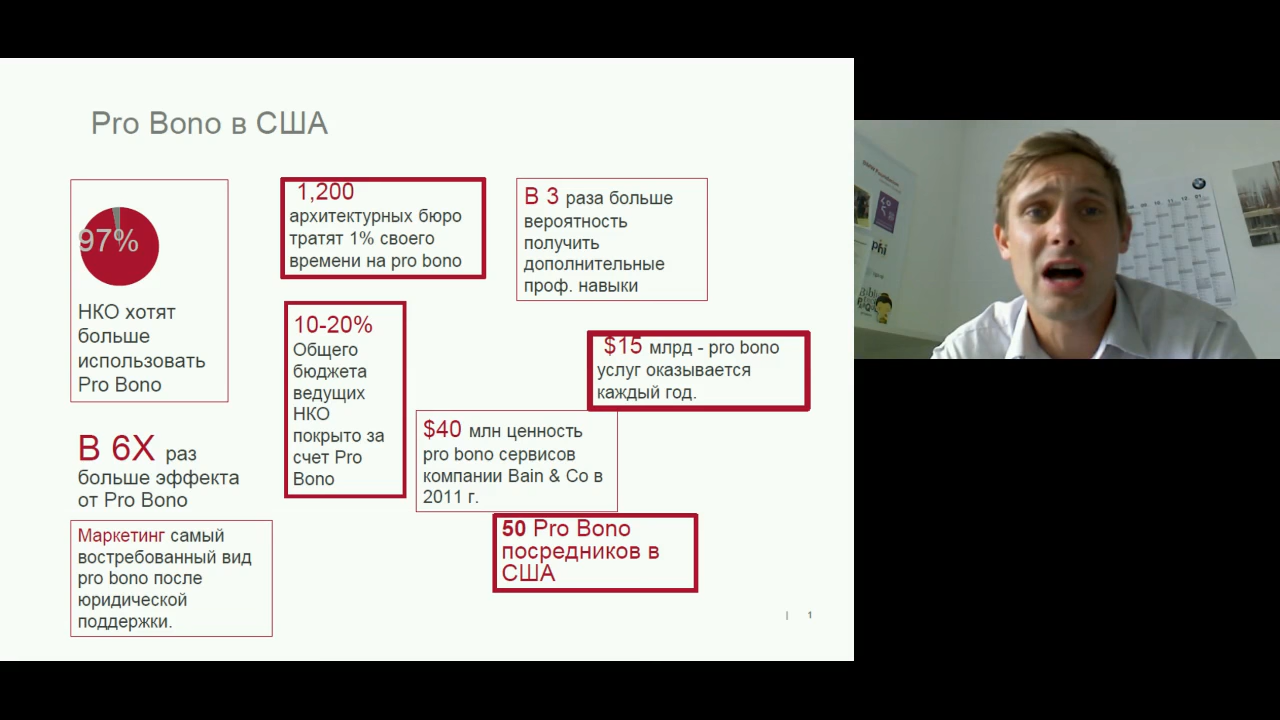 Pro Bono в США
97%
НКО хотят
больше
использовать
Pro Bono
В 6X раз
больше эффекта
от Pro Bono
Маркетинг самый
востребованный вид
pro bono после
юридической
поддержки.
1,200
архитектурных бюро
тратят 1% своего
времени на pro bono
10-20%
Общего
бюджета
ведущих
НКО
покрыто за
счет Pro
Bono
В 3 раза больше
вероятность
получить
дополнительные
проф. навыки
$15 млрд - pro bono
услуг оказывается
каждый год.
$40 млн ценность
pro bono сервисов
компании Bain & Co в
2011 г.
50 Pro Bono
посредников в
США
| 1
phi